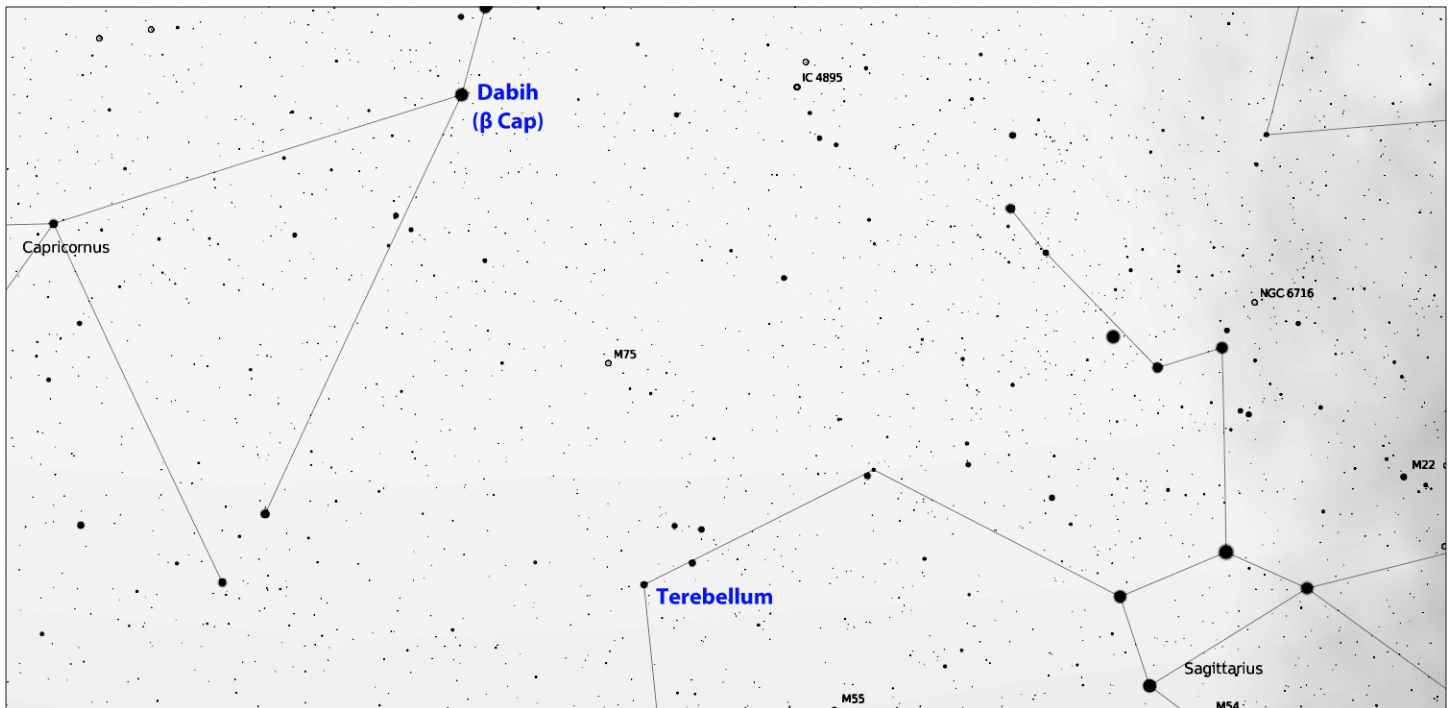 IC 4895
Dabih
(β Cap)
Capricornus
NGC 6716
M75
M22
Terebellum
Sagittarius
M55
M54